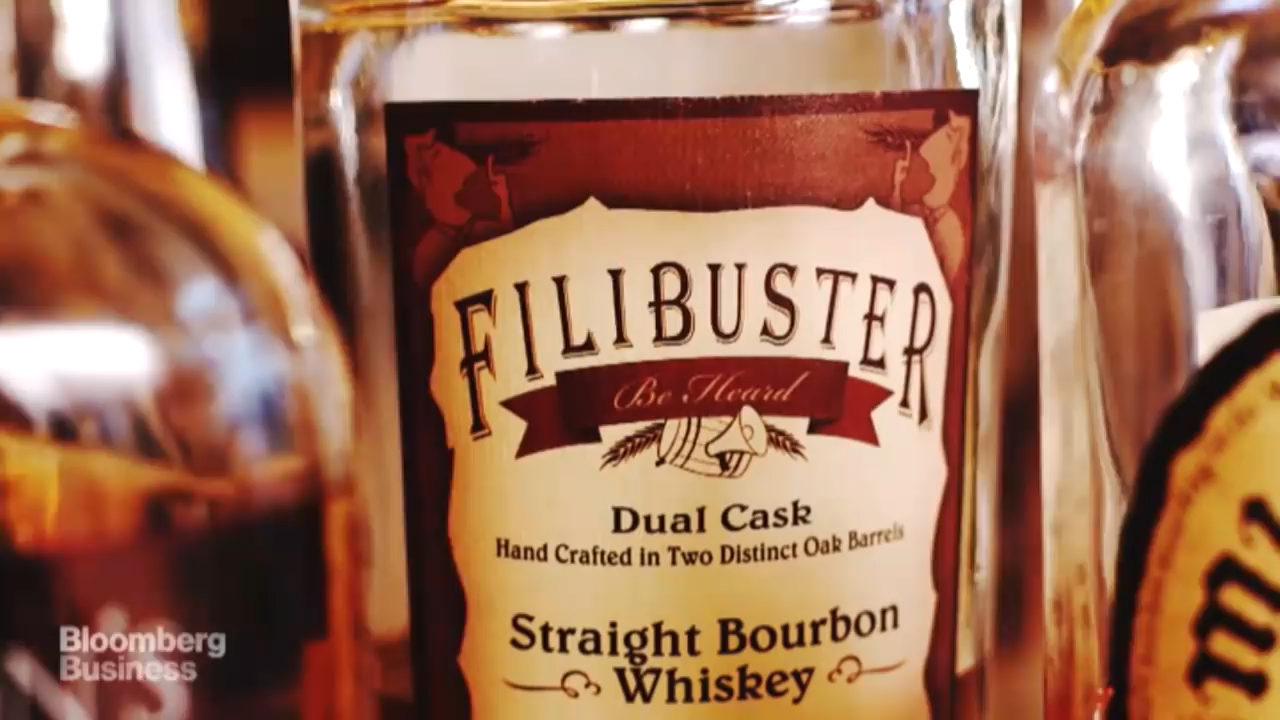 FILIBUSTER
Be Heard
Dual Cask
Hand Crafted in Two Distinct Oak Barrels
Straight Bourbon
Whiskey
Bloomberg
Business